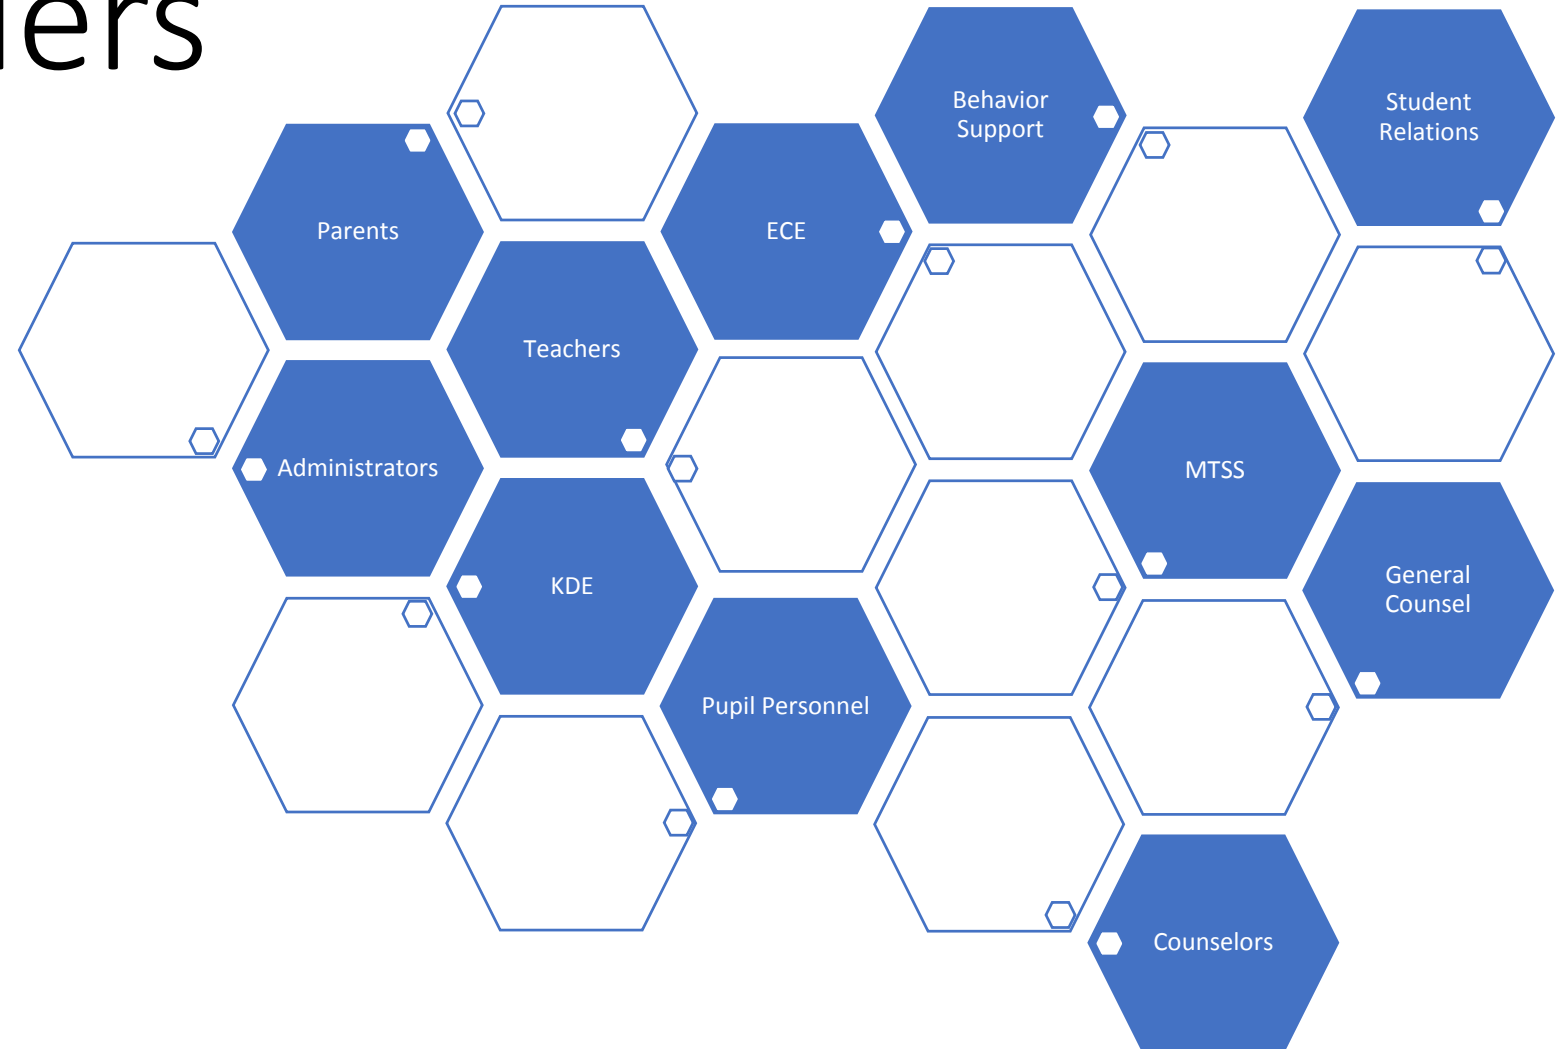 Behavior
Support
Student
Relations
Parents
ECE
Teachers
Administrators
MTSS
KDE
General
Counsel
Pupil Personnel
Counselors